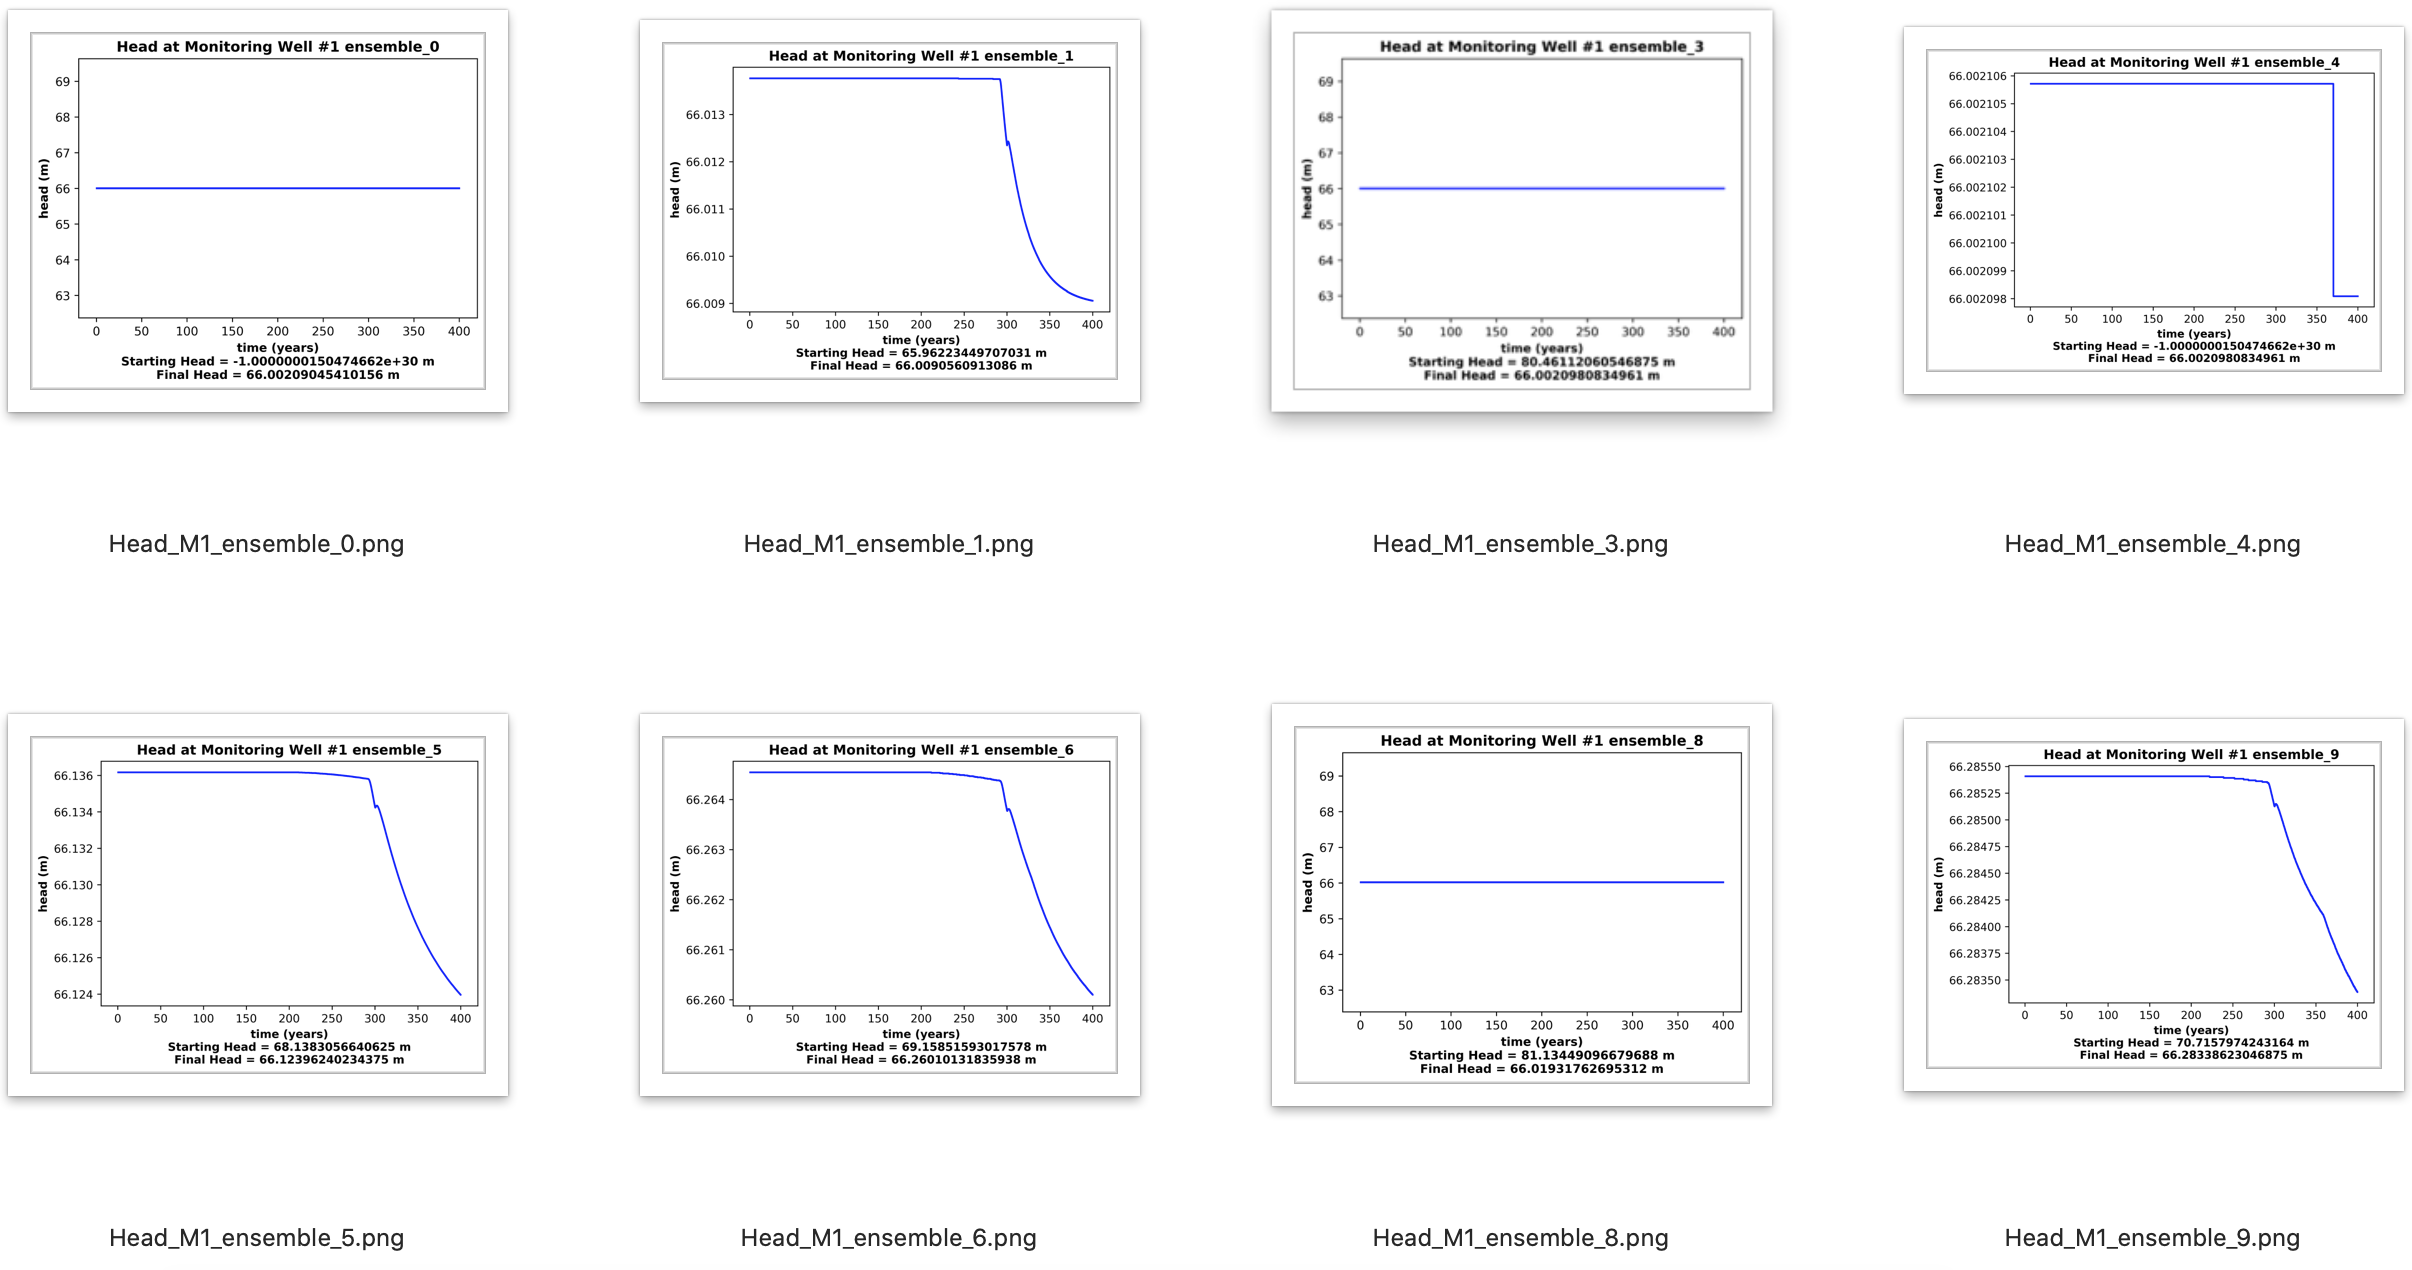 Head at Monitoring Well #1 ensemble_0
69
68
67
66
65
64
63
head (m)
0 50 100 150 200 250 300 350 400
time (years)
Starting Head = -1.0000000150474662e+30 m
Final Head = 66.00209045410156 m
Head_M1_ensemble_0.png
Head at Monitoring Well #1 ensemble_1
66.013
66.012
66.011
66.010
66.009
head (m)
0 50 100 150 200 250 300 350 400
time (years)
Starting Head = 65.96223449707031 m
Final Head = 66.0090560913086 m
Head_M1_ensemble_1.png
Head at Monitoring Well #1 ensemble_3
69
68
67
66
65
64
63
head (m)
0 50 100 150 200 250 300 350 400
time (years)
Starting Head = 80.46112060546875 m
Final Head = 66.0020980834961 m
Head_M1_ensemble_3.png
Head at Monitoring Well #1 ensemble_4
66.002106
66.002105
66.002104
66.002103
66.002102
66.002101
66.002100
66.002099
66.002098
head (m)
0 50 100 150 200 250 300 350 400
time (years)
Starting Head = -1.0000000150474662e+30 m
Final Head = 66.0020980834961 m
Head_M1_ensemble_4.png
Head at Monitoring Well #1 ensemble_5
66.136
66.134
66.132
66.130
66.128
66.126
66.124
head (m)
0 50 100 150 200 250 300 350 400
time (years)
Starting Head = 68.1383056640625 m
Final Head = 66.12396240234375 m
Head_M1_ensemble_5.png
Head at Monitoring Well #1 ensemble_6
66.264
66.263
66.262
66.261
66.260
head (m)
0 50 100 150 200 250 300 350 400
time (years)
Starting Head = 69.15851593017578 m
Final Head = 66.26010131835938 m
Head_M1_ensemble_6.png
Head at Monitoring Well #1 ensemble_8
69
68
67
66
65
64
63
head (m)
0 50 100 150 200 250 300 350 400
time (years)
Starting Head = 81.13449096679688 m
Final Head = 66.01931762695312 m
Head_M1_ensemble_8.png
Head at Monitoring Well #1 ensemble_9
66.28550
66.28525
66.28500
66.28475
66.28450
66.28425
66.28400
66.28375
66.28350
head (m)
0 50 100 150 200 250 300 350 400
time (years)
Starting Head = 70.7157974243164 m
Final Head = 66.28338623046875 m
Head_M1_ensemble_9.png